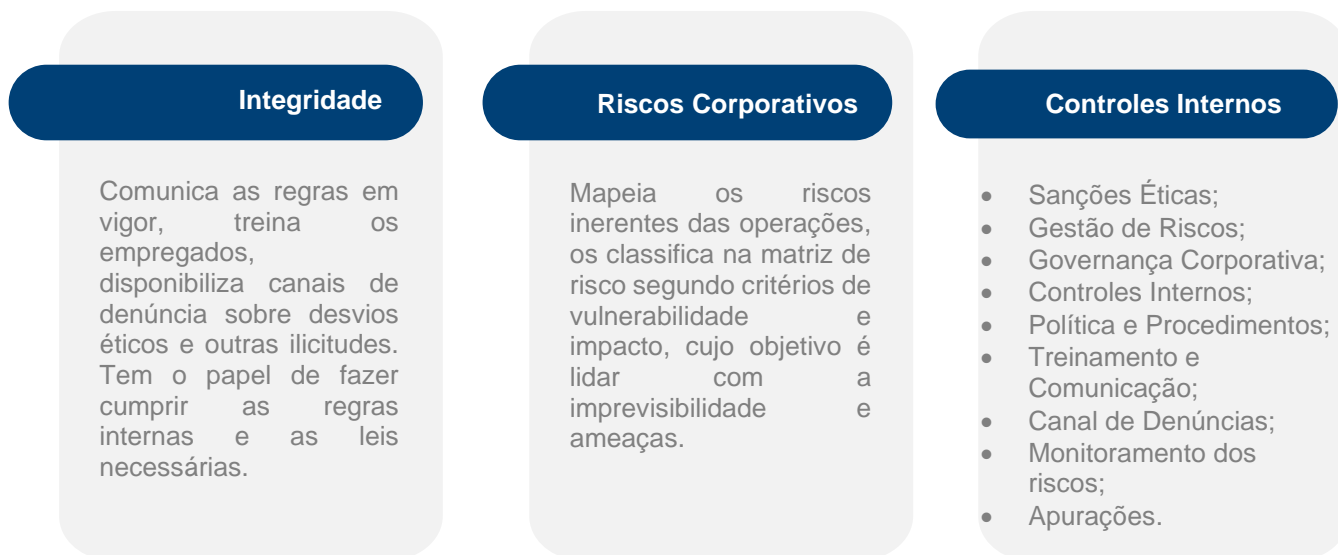 Integridade
Comunica as regras em
vigor, treina os
empregados,
disponibiliza canais de
denúncia sobre desvios
éticos e outras ilicitudes.
Tem o papel de fazer
cumprir as regras
internas e as leis
necessárias.
Riscos Corporativos
Mapeia os riscos
inerentes das operações,
os classifica na matriz de
risco segundo critérios de
vulnerabilidade e
impacto, cujo objetivo é
lidar com a
imprevisibilidade e
ameaças.
Controles Internos
• Sanções Éticas;
• Gestão de Riscos;
• Governança Corporativa;
• Controles Internos;
• Política e Procedimentos;
• Treinamento e
Comunicação;
• Canal de Denúncias;
• Monitoramento dos
riscos;
• Apurações.